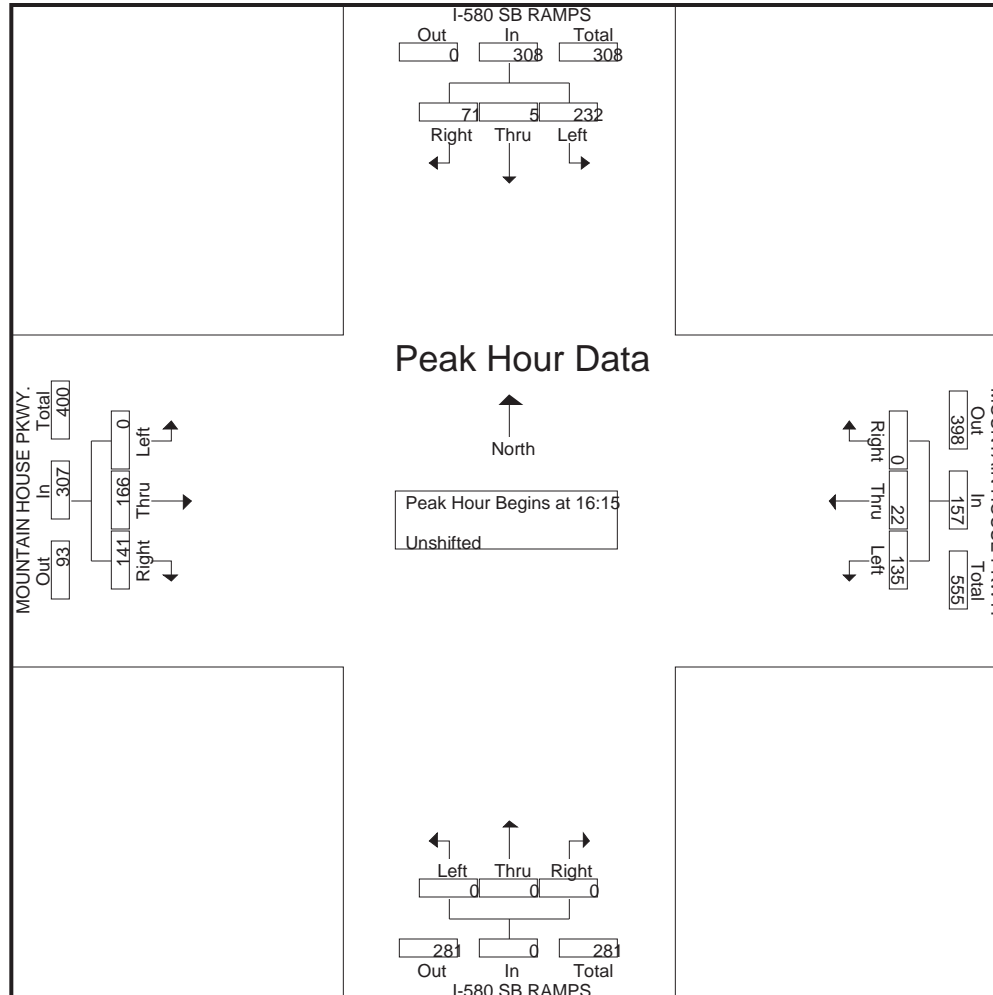 I-580 SB RAMPS
Out In Total
0 308 308
71 5 232
Right Thru Left
Peak Hour Data
North
Peak Hour Begins at 16:15
Unshifted
MOUNTAIN HOUSE PKWY.
Out In Total
93 307 400
141 166 0
Right Thru Left
Out In Total
398 157 555
0 22 135
Right Thru Left
Left Thru Right
0 0 0
281 0 281
Out In Total
I-580 SB RAMPS